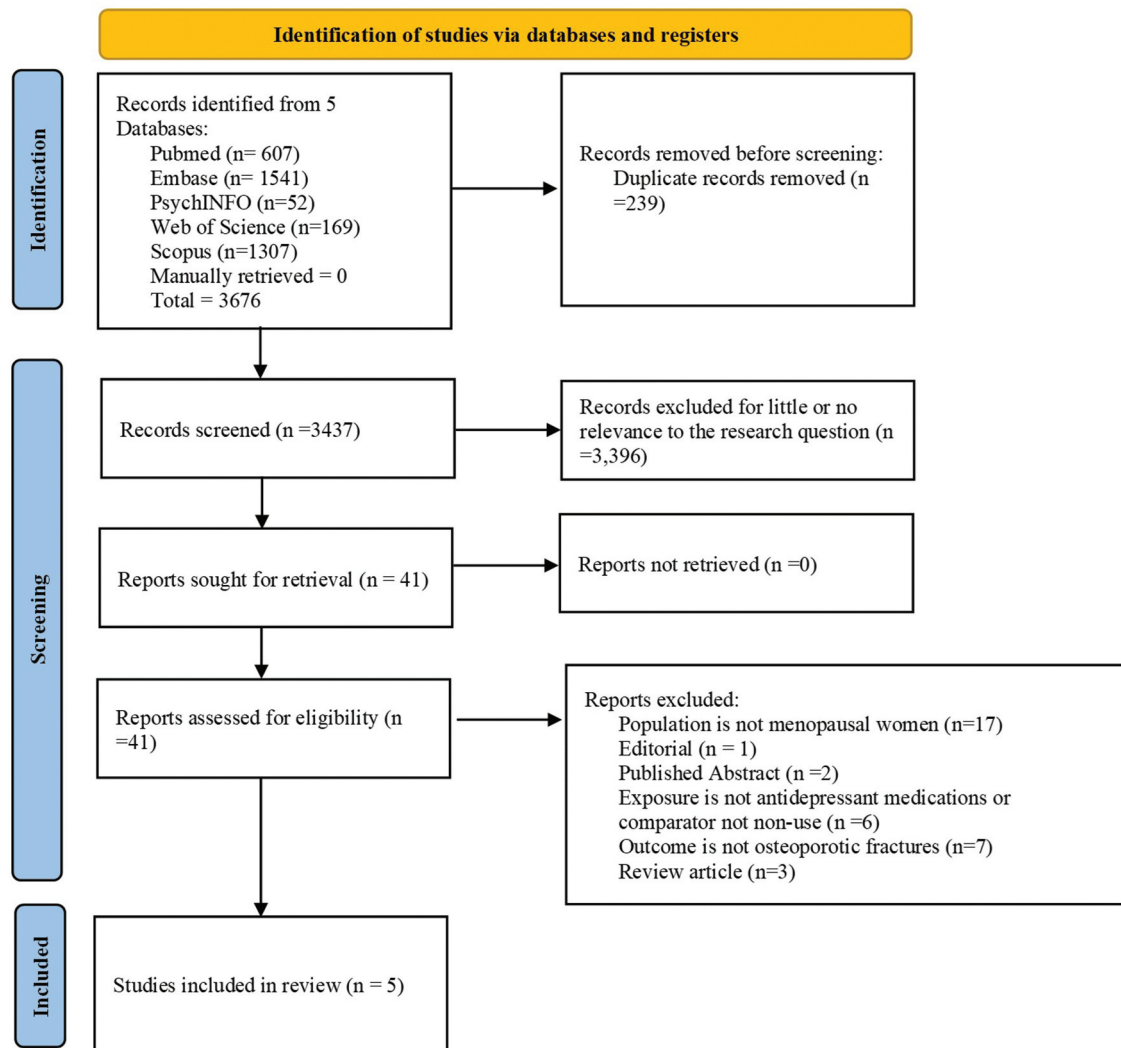 Identification of studies via databases and registers
Identification
Records identified from 5
Databases:
Pubmed (n= 607)
Embase (n= 1541)
PsychINFO (n=52)
Web of Science (n=169)
Scopus (n=1307)
Manually retrieved = 0
Total = 3676
Records removed before screening:
Duplicate records removed (n
=239)
Screening
Records screened (n =3437)
Records excluded for little or no
relevance to the research question (n
=3,396)
Reports sought for retrieval (n = 41)
Reports not retrieved (n =0)
Reports assessed for eligibility (n
=41)
Reports excluded:
Population is not menopausal women (n=17)
Editorial (n = 1)
Published Abstract (n =2)
Exposure is not antidepressant medications or
comparator not non-use (n =6)
Outcome is not osteoporotic fractures (n=7)
Review article (n=3)
Included
Studies included in review (n = 5)